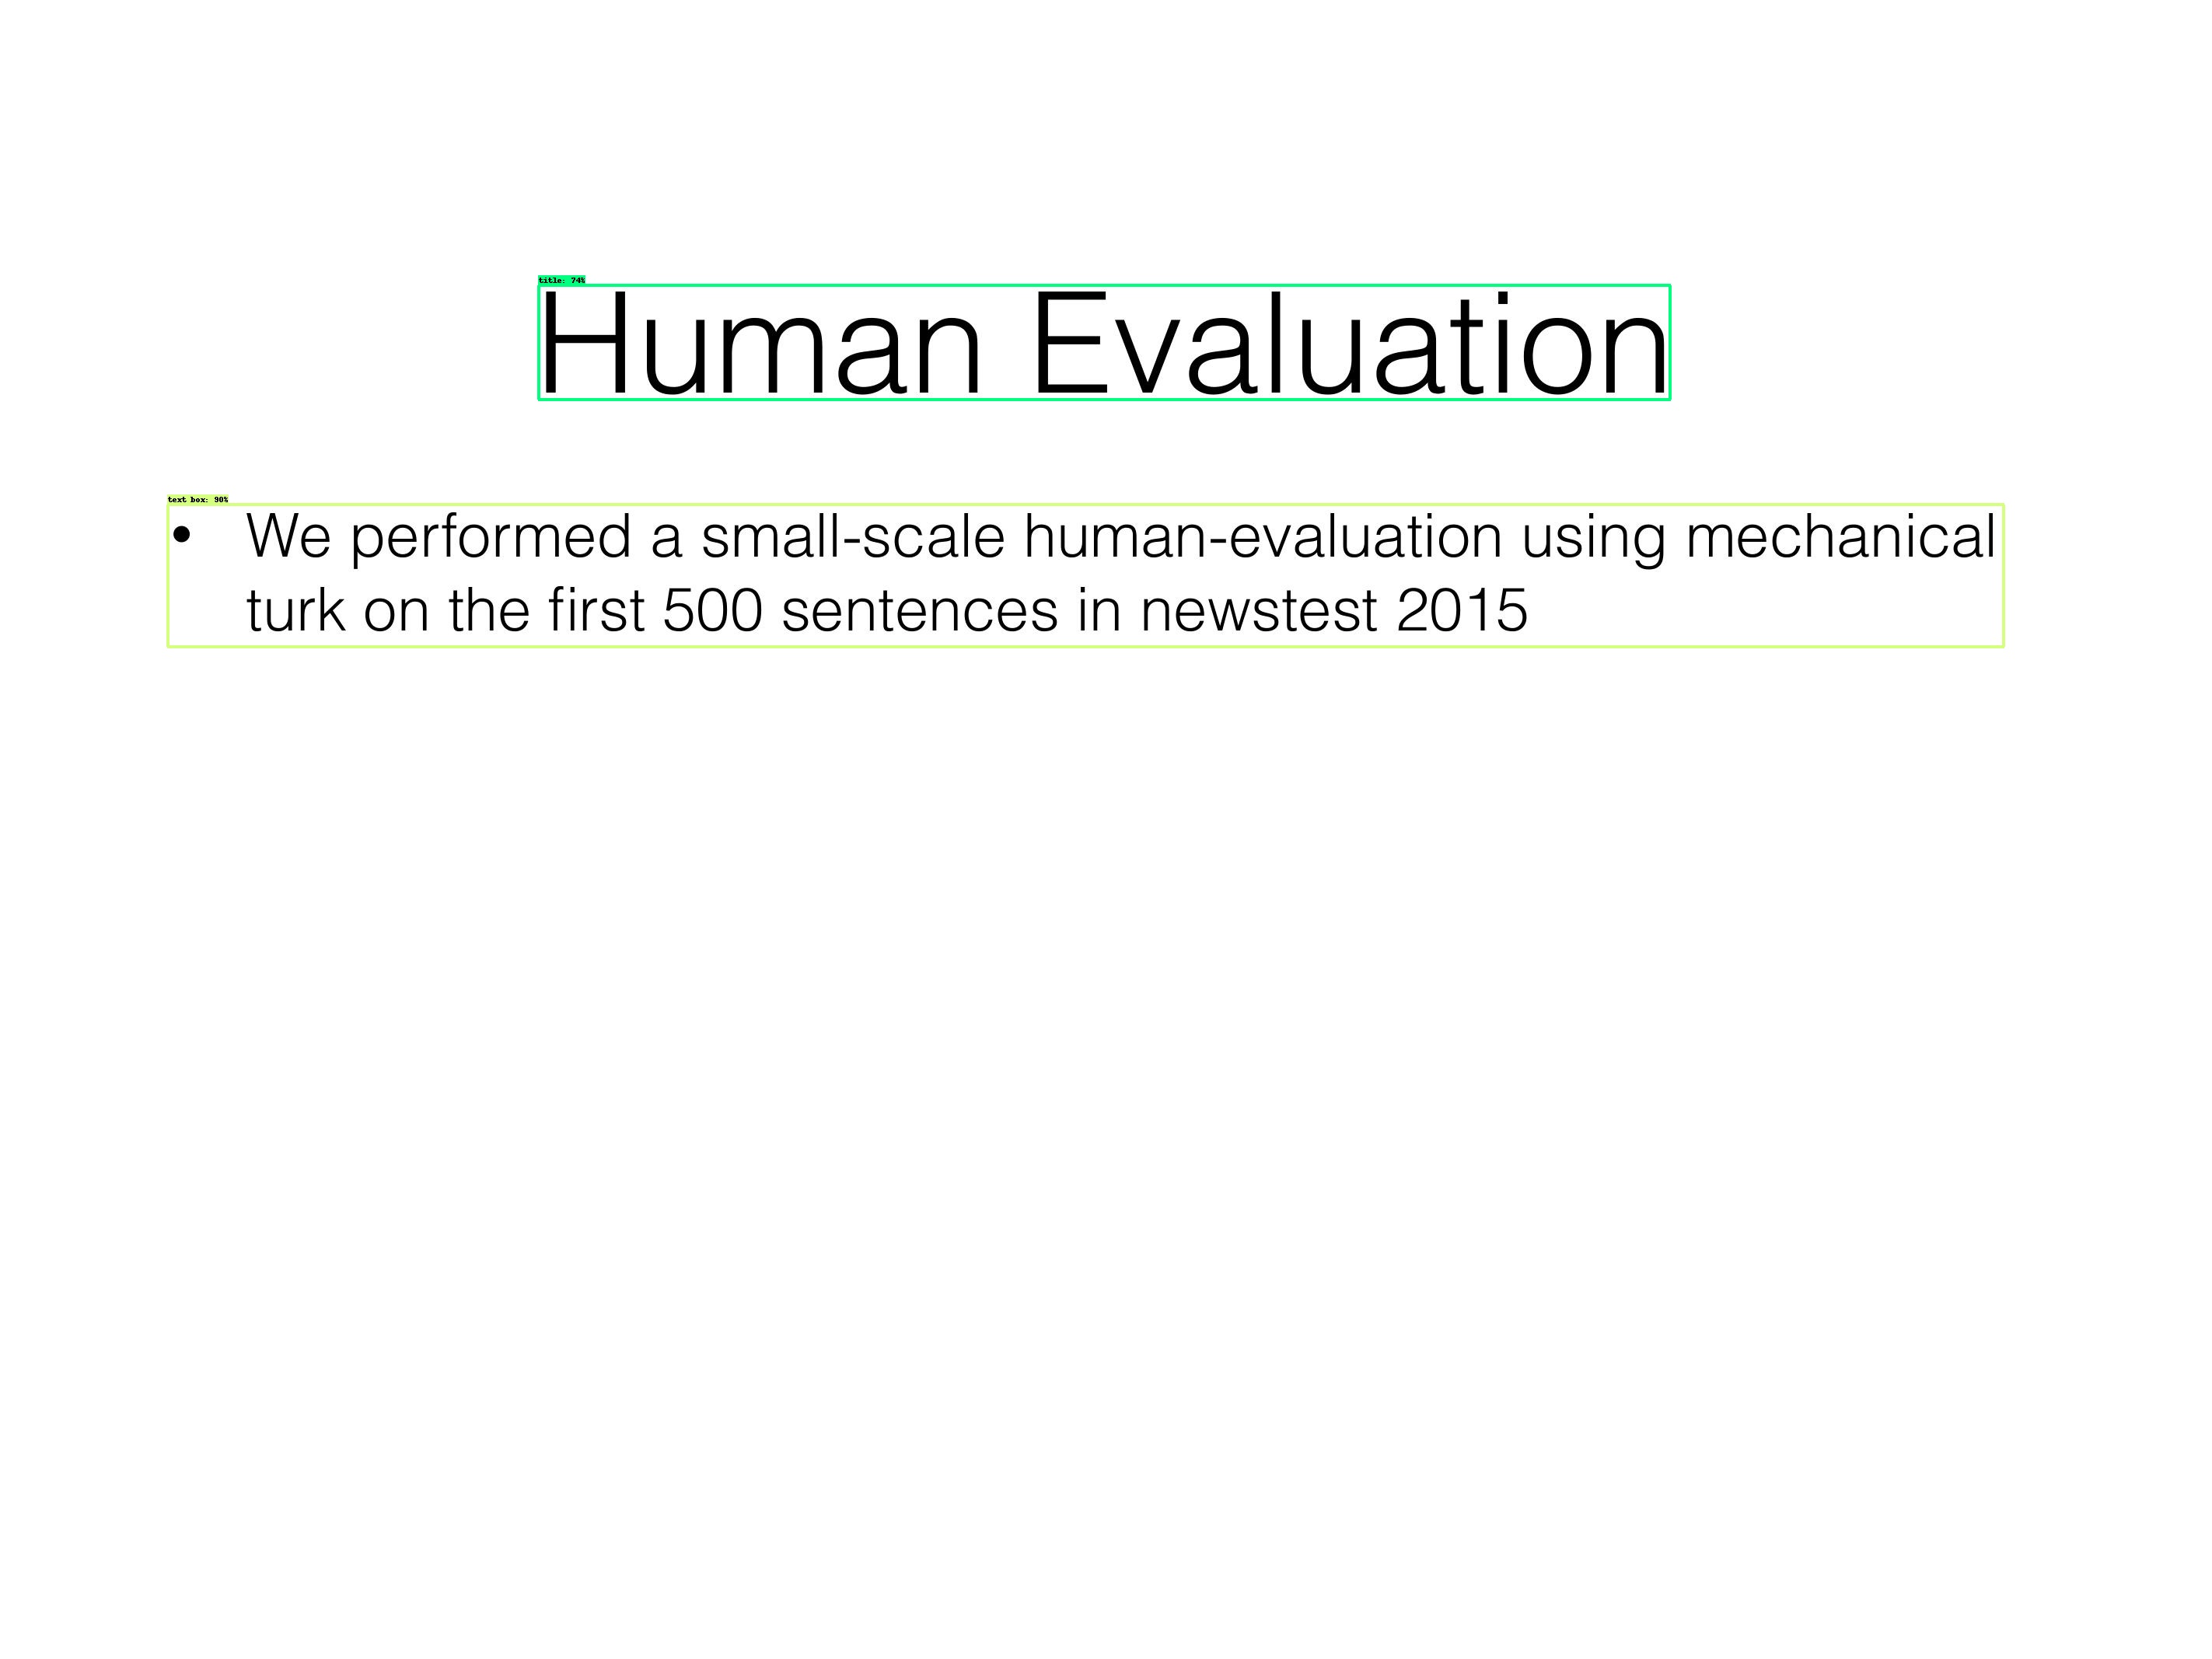 title: 74%
Human Evaluation
text box: 90%
• We performed a small-scale human-evaluation using mechanical
turk on the first 500 sentences in newstest 2015